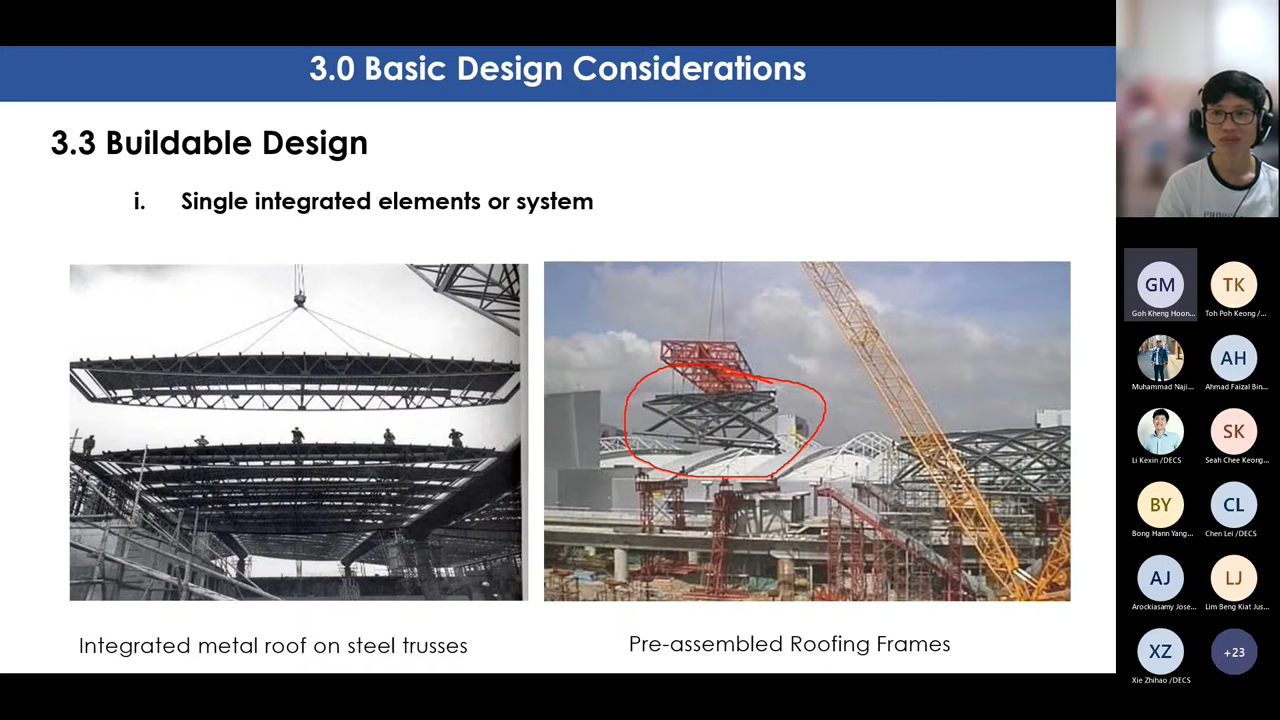 3.0 Basic Design Considerations
3.3 Buildable Design
i. Single integrated elements or system
Integrated metal roof on steel trusses
Pre-assembled Roofing Frames
GM
TK
Goh Kheng Hoon...
Toh Poh Keong /...
AH
Muhammad Naji...
Ahmad Faizal Bin...
SK
Li Kexin /DECS
Seah Chee Keong...
BY
CL
Bong Hann Yang...
Chen Lei /DECS
AJ
LJ
Arockiasamy Jose...
Lim Beng Kiat Jus...
XZ
+23
Xie Zhihao /DECS